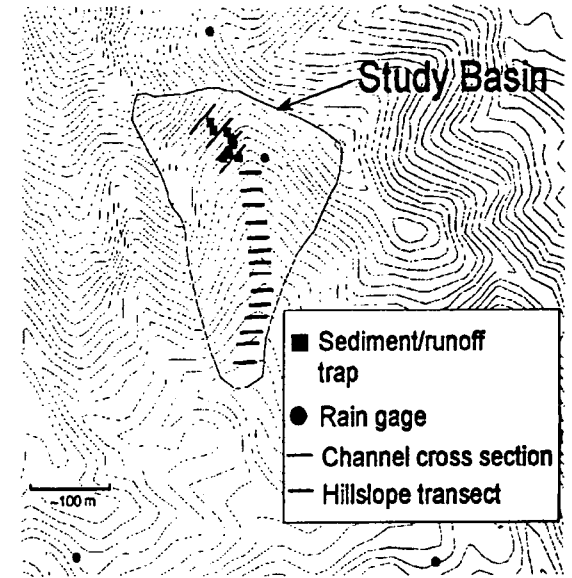 Study Basin
Sediment/runoff
trap
Rain gage
Channel cross section
Hillslope transect
~100 m